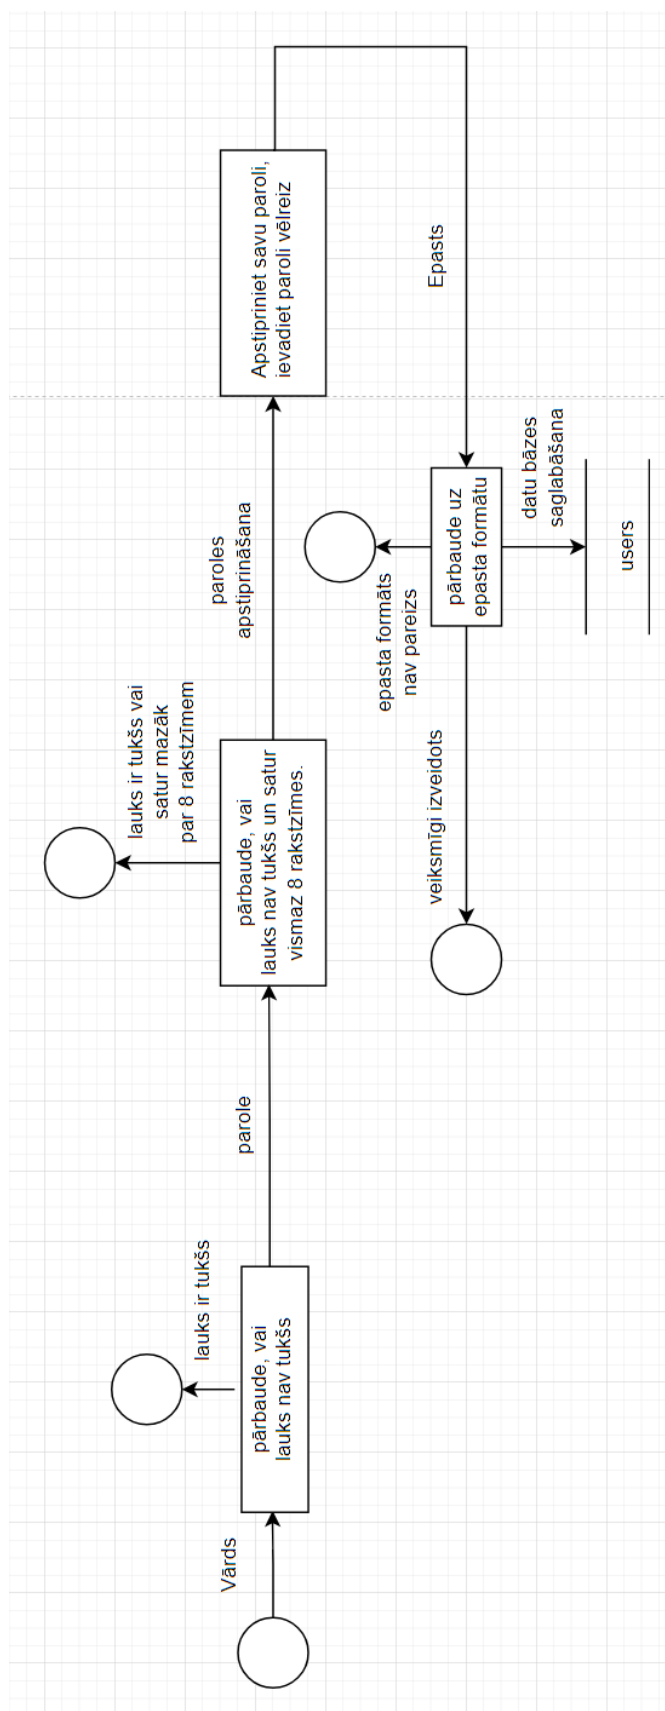 Vārds
pārbaude, vai
lauks nav tukšs
lauks ir tukšs
parole
pārbaude, vai
lauks nav tukšs un satur
vismaz 8 rakstzīmes.
lauks ir tukšs vai
satur mazāk
par 8 rakstzīmem
paroles
apstiprināšana
Apstipriniet savu paroli,
ievadiet paroli vēlreiz
Epasts
pārbaude uz
epasta formātu
epasta formāts
nav pareizs
datu bāzes
saglabāšana
users
veiksmīgi izveidots